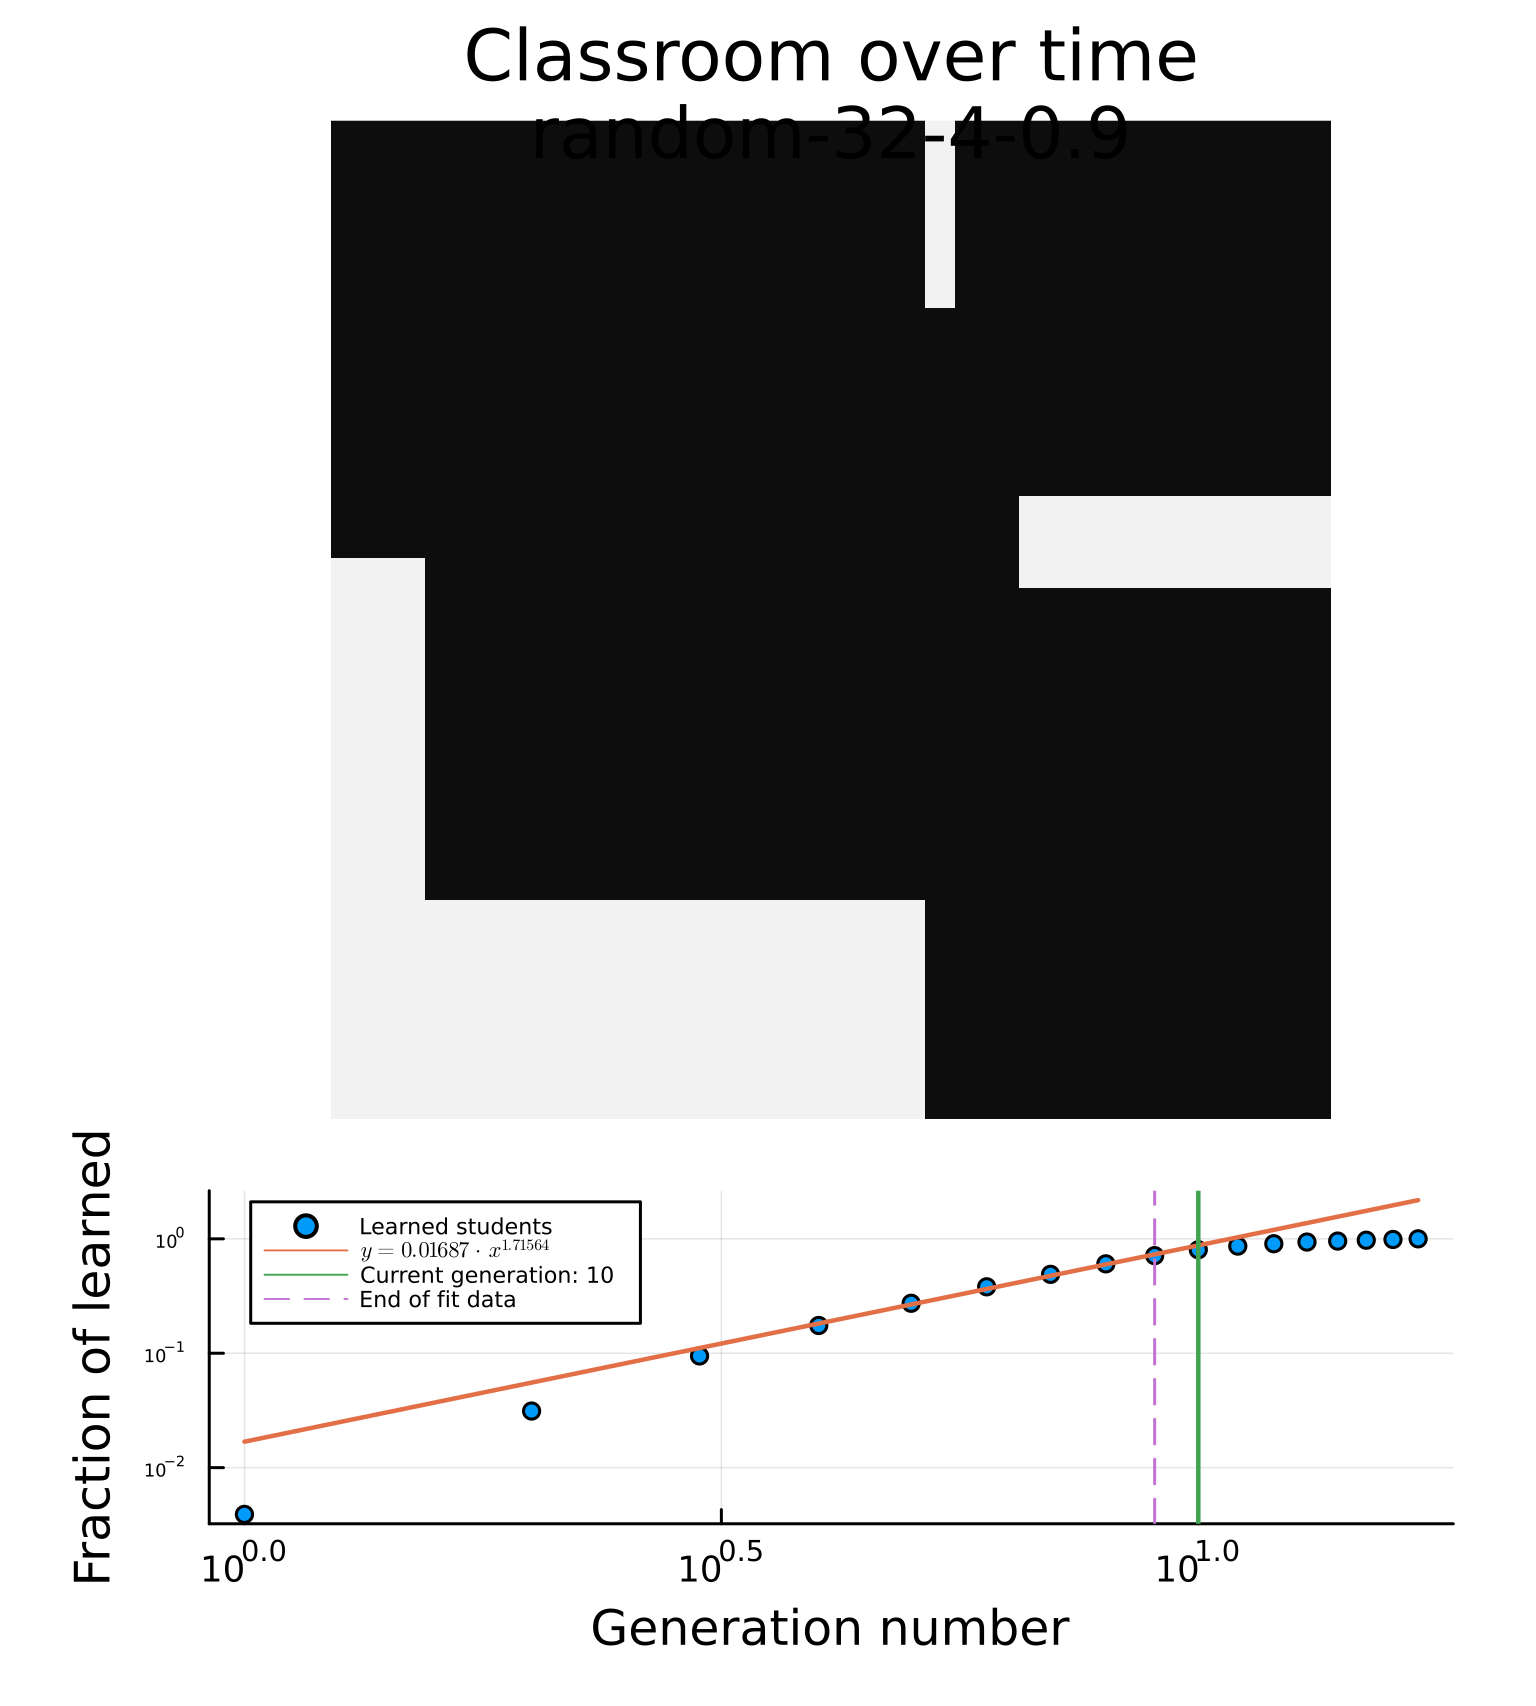 Classroom over time
random-32-4-0.9
Fraction of learned
10⁰
10⁻¹
10⁻²
Learned students
y = 0.01687 · x^1.71564
Current generation: 10
End of fit data
10^0.0
10^0.5
10^1.0
Generation number